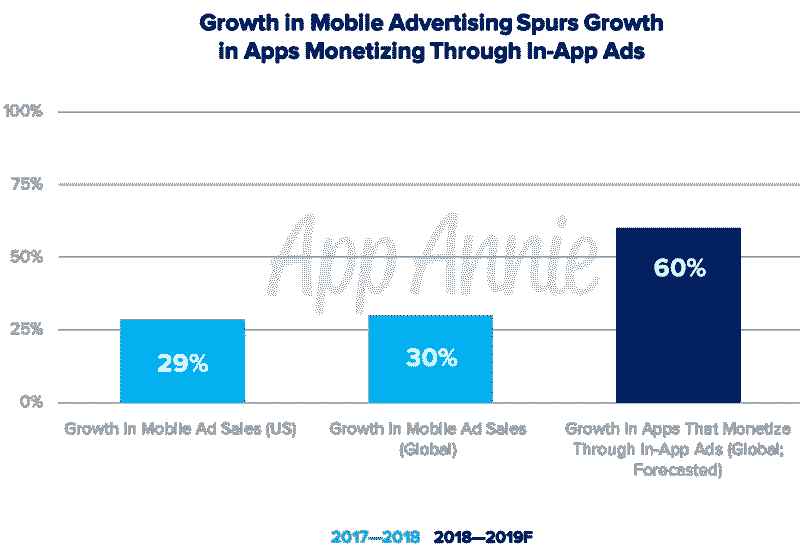 Growth in Mobile Advertising Spurs Growth
in Apps Monetizing Through In-App Ads
100%
75%
50%
25%
0%
App Annie
29%
30%
60%
Growth in Mobile Ad Sales (US)
Growth in Mobile Ad Sales
(Global)
Growth in Apps That Monetize
Through In-App Ads (Global;
Forecasted)
2017—2018 2018—2019F